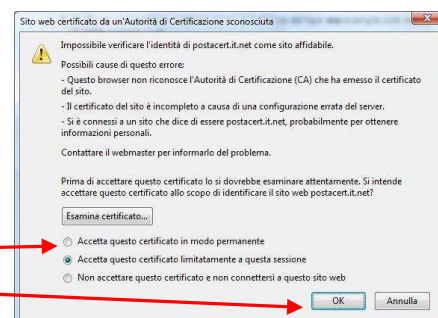 Sito web certificato da un'Autorità di Certificazione sconosciuta
Impossibile verificare l'identità di postacert.it.net come sito affidabile.
Possibili cause di questo errore:
- Questo browser non riconosce l'Autorità di Certificazione (CA) che ha emesso il certificato
del sito.
- Il certificato del sito è incompleto a causa di una configurazione errata del server.
- Si è connessi a un sito che dice di essere postacert.it.net, probabilmente per ottenere
informazioni personali.
Contattare il webmaster per informarlo del problema.
Prima di accettare questo certificato lo si dovrebbe esaminare attentamente. Si intende
accettare questo certificato allo scopo di identificare il sito web postacert.it.net?
Esamina certificato...
Accetta questo certificato in modo permanente
Accetta questo certificato limitatamente a questa sessione
Non accettare questo certificato e non connettersi a questo sito web
OK Annulla